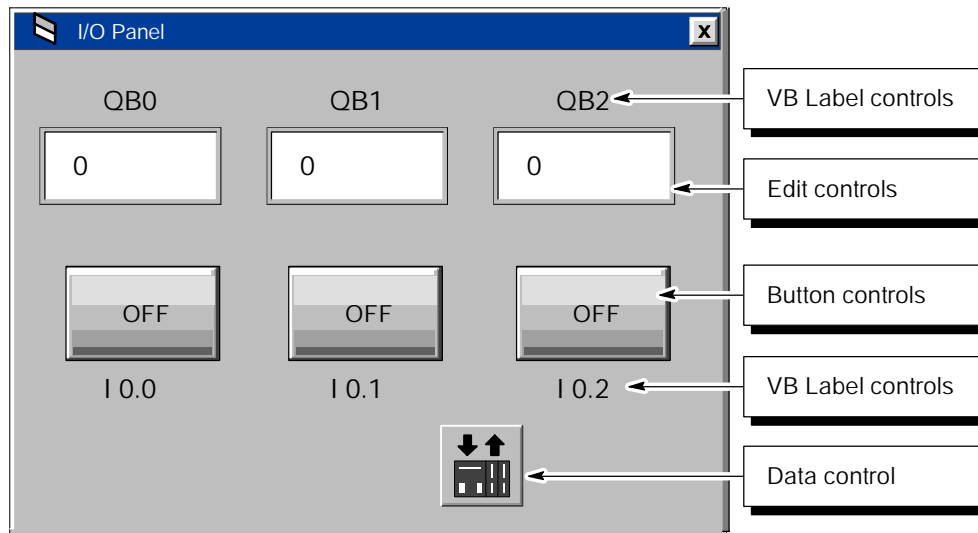 I/O Panel
X
QB0 QB1 QB2
VB Label controls
0 0 0
Edit controls
OFF OFF OFF
Button controls
I 0.0 I 0.1 I 0.2
VB Label controls
Data control